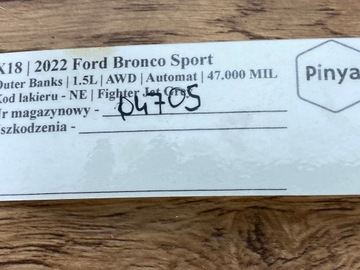 X18 | 2022 Ford Bronco Sport
Outer Banks | 1.5L | AWD | Automat | 47.000 MIL
Kod lakieru - NE | Fighter Jet Grey
Nr magazynowy - 04705
uszkodzenia -
Pinya